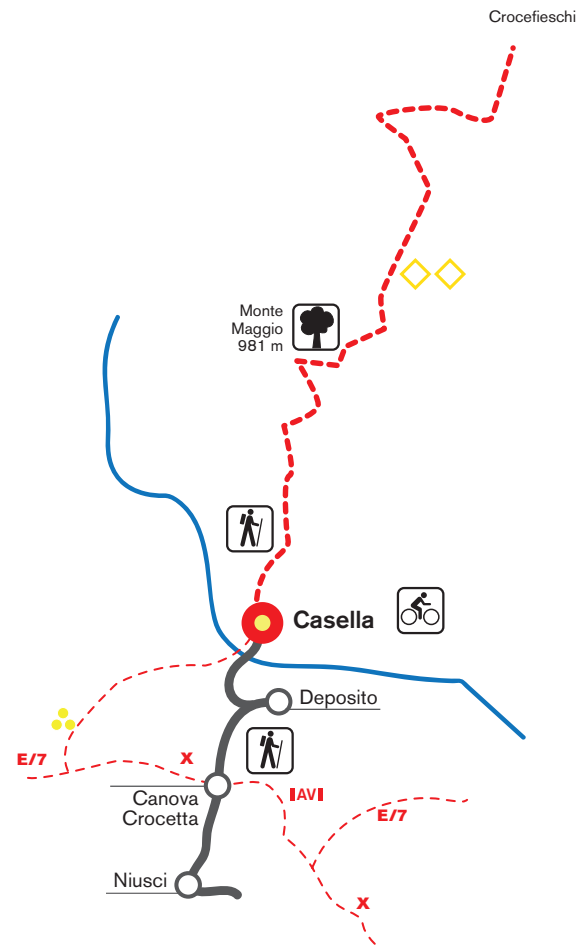 Crocefieschi
Monte
Maggio
981 m
Casella
Deposito
E/7
X
Canova
Crocetta
AV
E/7
Niusci
X